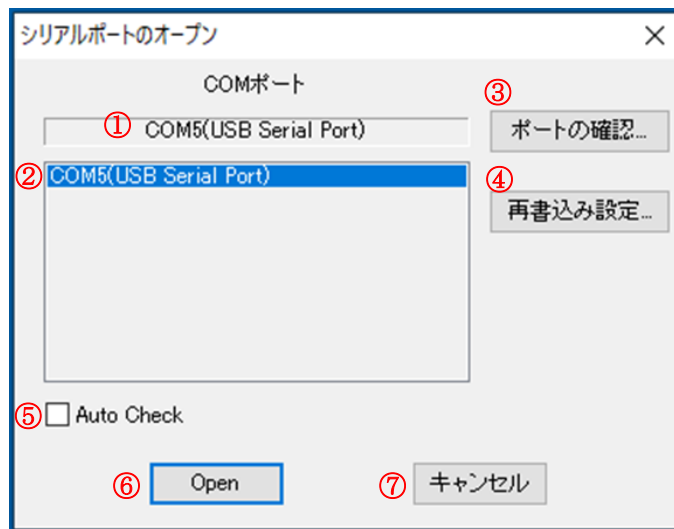 シリアルポートのオープン
COMポート
③
① COM5(USB Serial Port)
ポートの確認...
② COM5(USB Serial Port)
④
再書込み設定...
⑤ Auto Check
⑥ Open
⑦ キャンセル